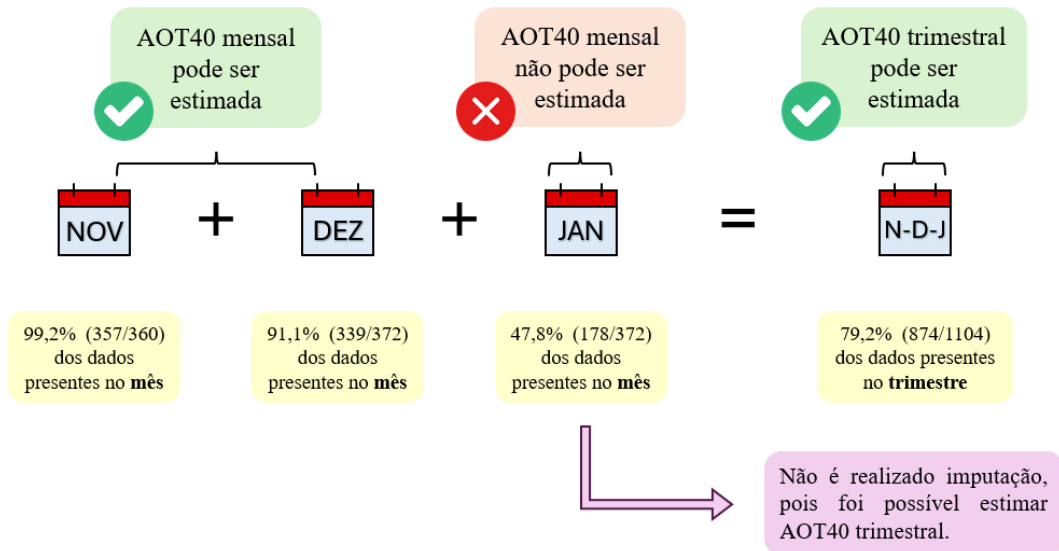 AOT40 mensal
pode ser
estimada
AOT40 mensal
não pode ser
estimada
AOT40 trimestral
pode ser
estimada
NOV
+
DEZ
+
JAN
=
N-D-J
99,2% (357/360)
dos dados
presentes no mês
91,1% (339/372)
dos dados
presentes no mês
47,8% (178/372)
dos dados
presentes no mês
79,2% (874/1104)
dos dados presentes
no trimestre
Não é realizado imputação,
pois foi possível estimar
AOT40 trimestral.